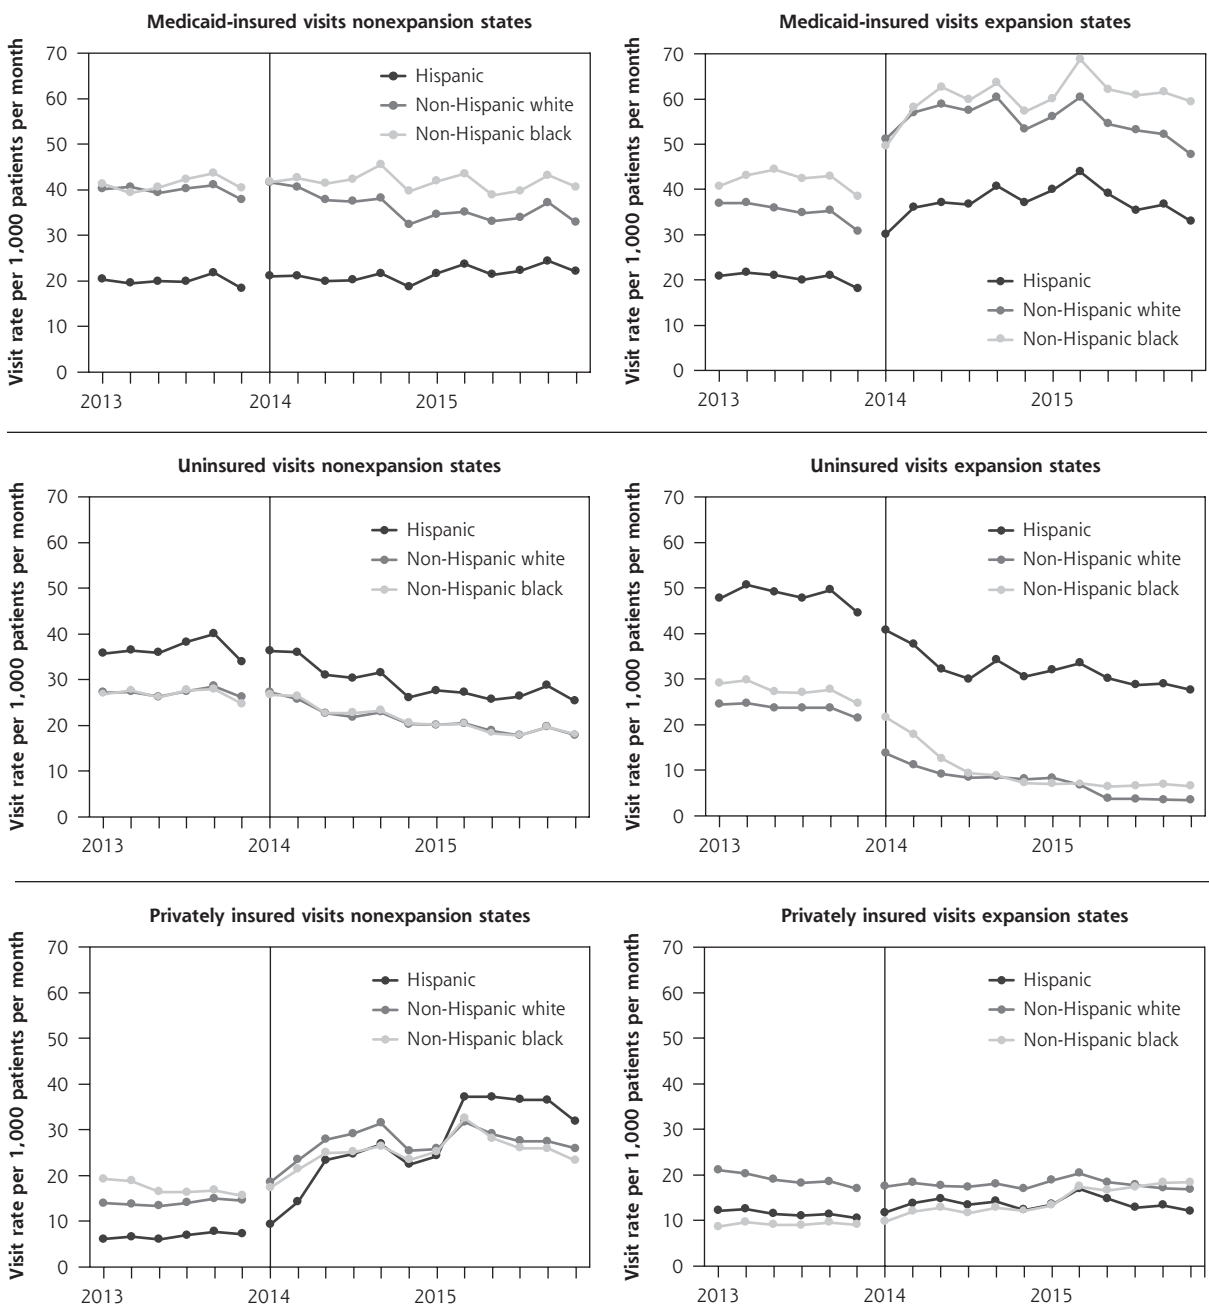 Medicaid-insured visits nonexpansion states
Visit rate per 1,000 patients per month
70
60
50
40
30
20
10
0
Hispanic
Non-Hispanic white
Non-Hispanic black
2013
2014
2015
Medicaid-insured visits expansion states
Visit rate per 1,000 patients per month
70
60
50
40
30
20
10
0
Hispanic
Non-Hispanic white
Non-Hispanic black
2013
2014
2015
Uninsured visits nonexpansion states
Visit rate per 1,000 patients per month
70
60
50
40
30
20
10
0
Hispanic
Non-Hispanic white
Non-Hispanic black
2013
2014
2015
Uninsured visits expansion states
Visit rate per 1,000 patients per month
70
60
50
40
30
20
10
0
Hispanic
Non-Hispanic white
Non-Hispanic black
2013
2014
2015
Privately insured visits nonexpansion states
Visit rate per 1,000 patients per month
70
60
50
40
30
20
10
0
Hispanic
Non-Hispanic white
Non-Hispanic black
2013
2014
2015
Privately insured visits expansion states
Visit rate per 1,000 patients per month
70
60
50
40
30
20
10
0
Hispanic
Non-Hispanic white
Non-Hispanic black
2013
2014
2015